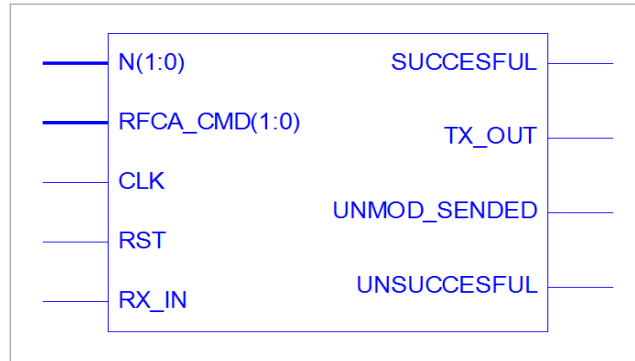 N(1:0)
RFCA_CMD(1:0)
CLK
RST
RX_IN
SUCCESFUL
TX_OUT
UNMOD_SENDED
UNSUCCESFUL